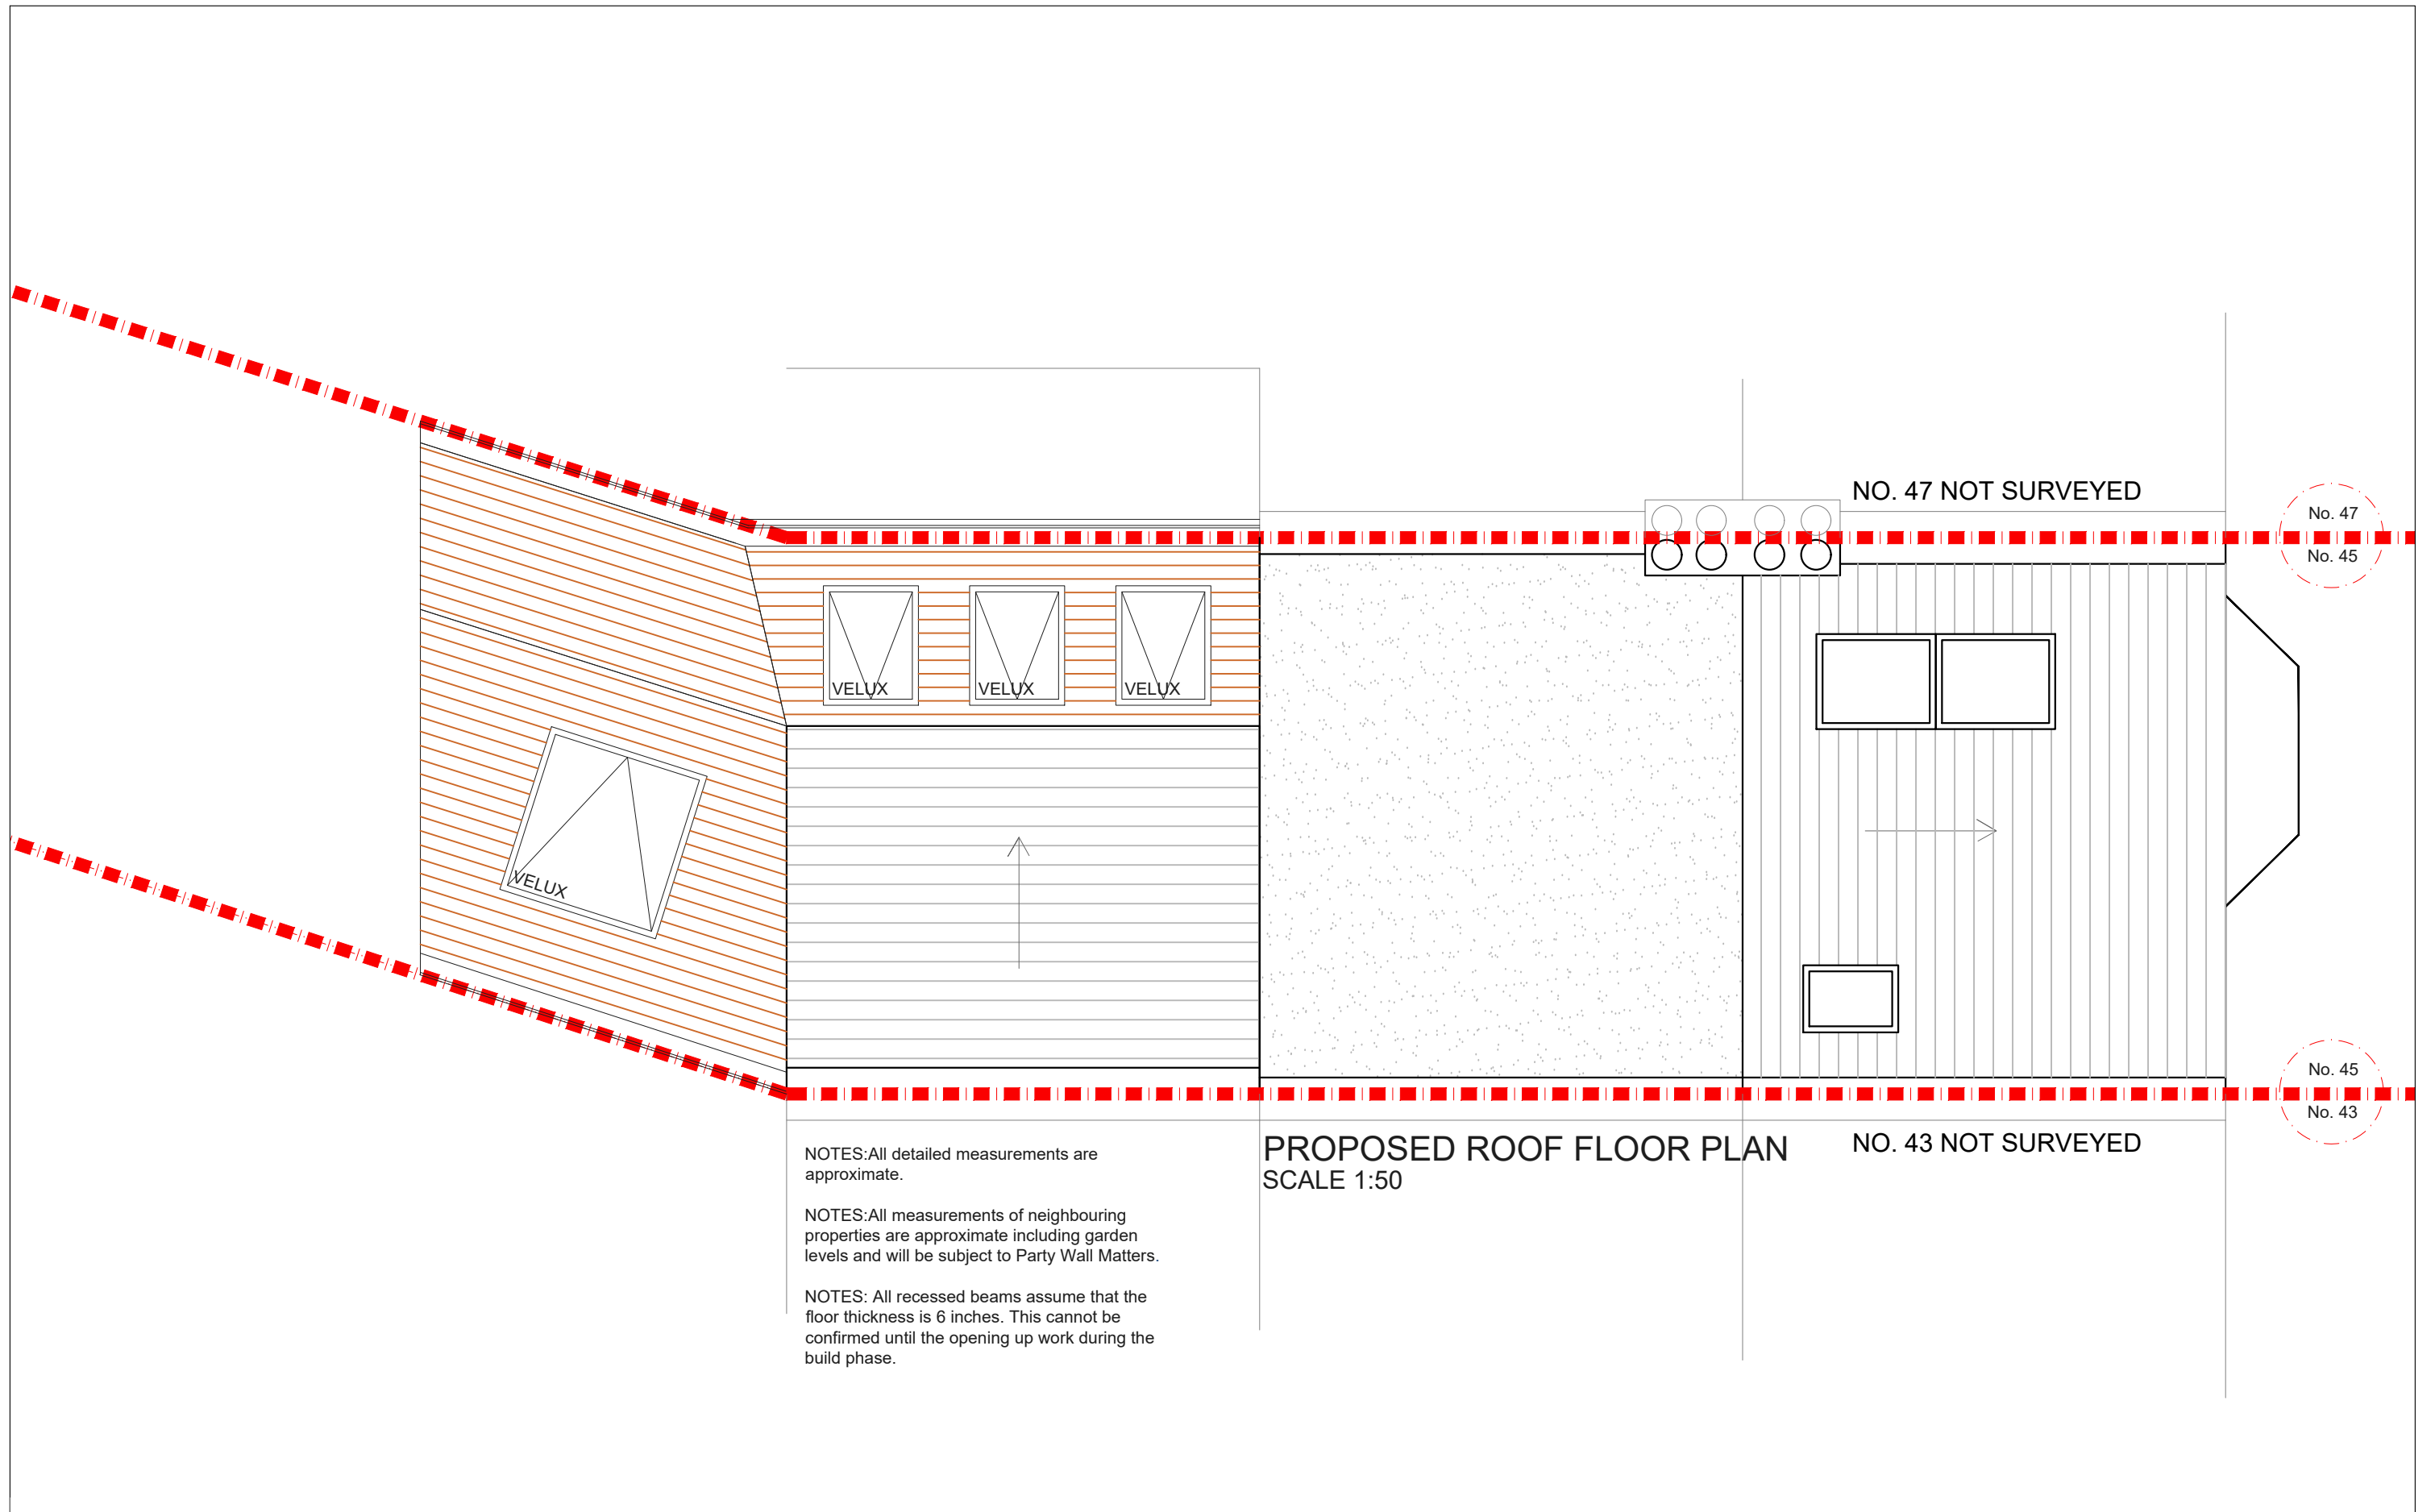 NO. 47 NOT SURVEYED
No. 47
No. 45
VELUX
VELUX
VELUX
VELUX
No. 45
No. 43
NO. 43 NOT SURVEYED
PROPOSED ROOF FLOOR PLAN
SCALE 1:50
NOTES:All detailed measurements are
approximate.
NOTES:All measurements of neighbouring
properties are approximate including garden
levels and will be subject to Party Wall Matters.
NOTES: All recessed beams assume that the
floor thickness is 6 inches. This cannot be
confirmed until the opening up work during the
build phase.